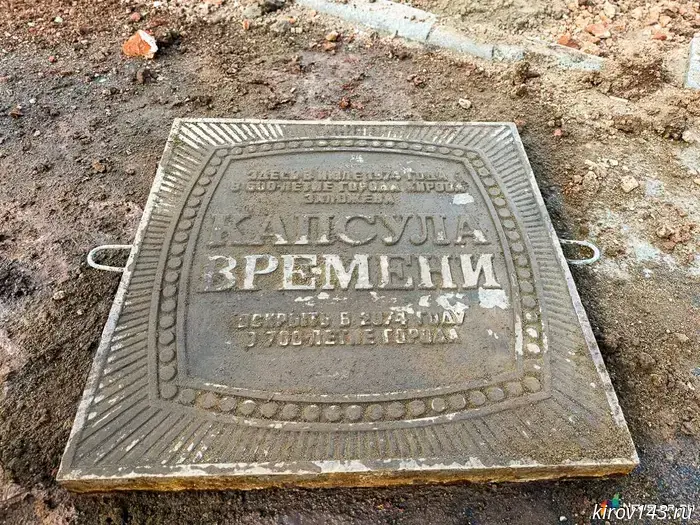 ЗДЕСЬ В ИЮЛЕ 1974 ГОДА
В 600-ЛЕТИЕ ГОРОДА КИРОВА
ЗАЛОЖЕНА
КАПСУЛА
ВРЕМЕНИ
ВСКРЫТЬ В 2074 ГОДУ
В 700-ЛЕТИЕ ГОРОДА
kirov143.ru